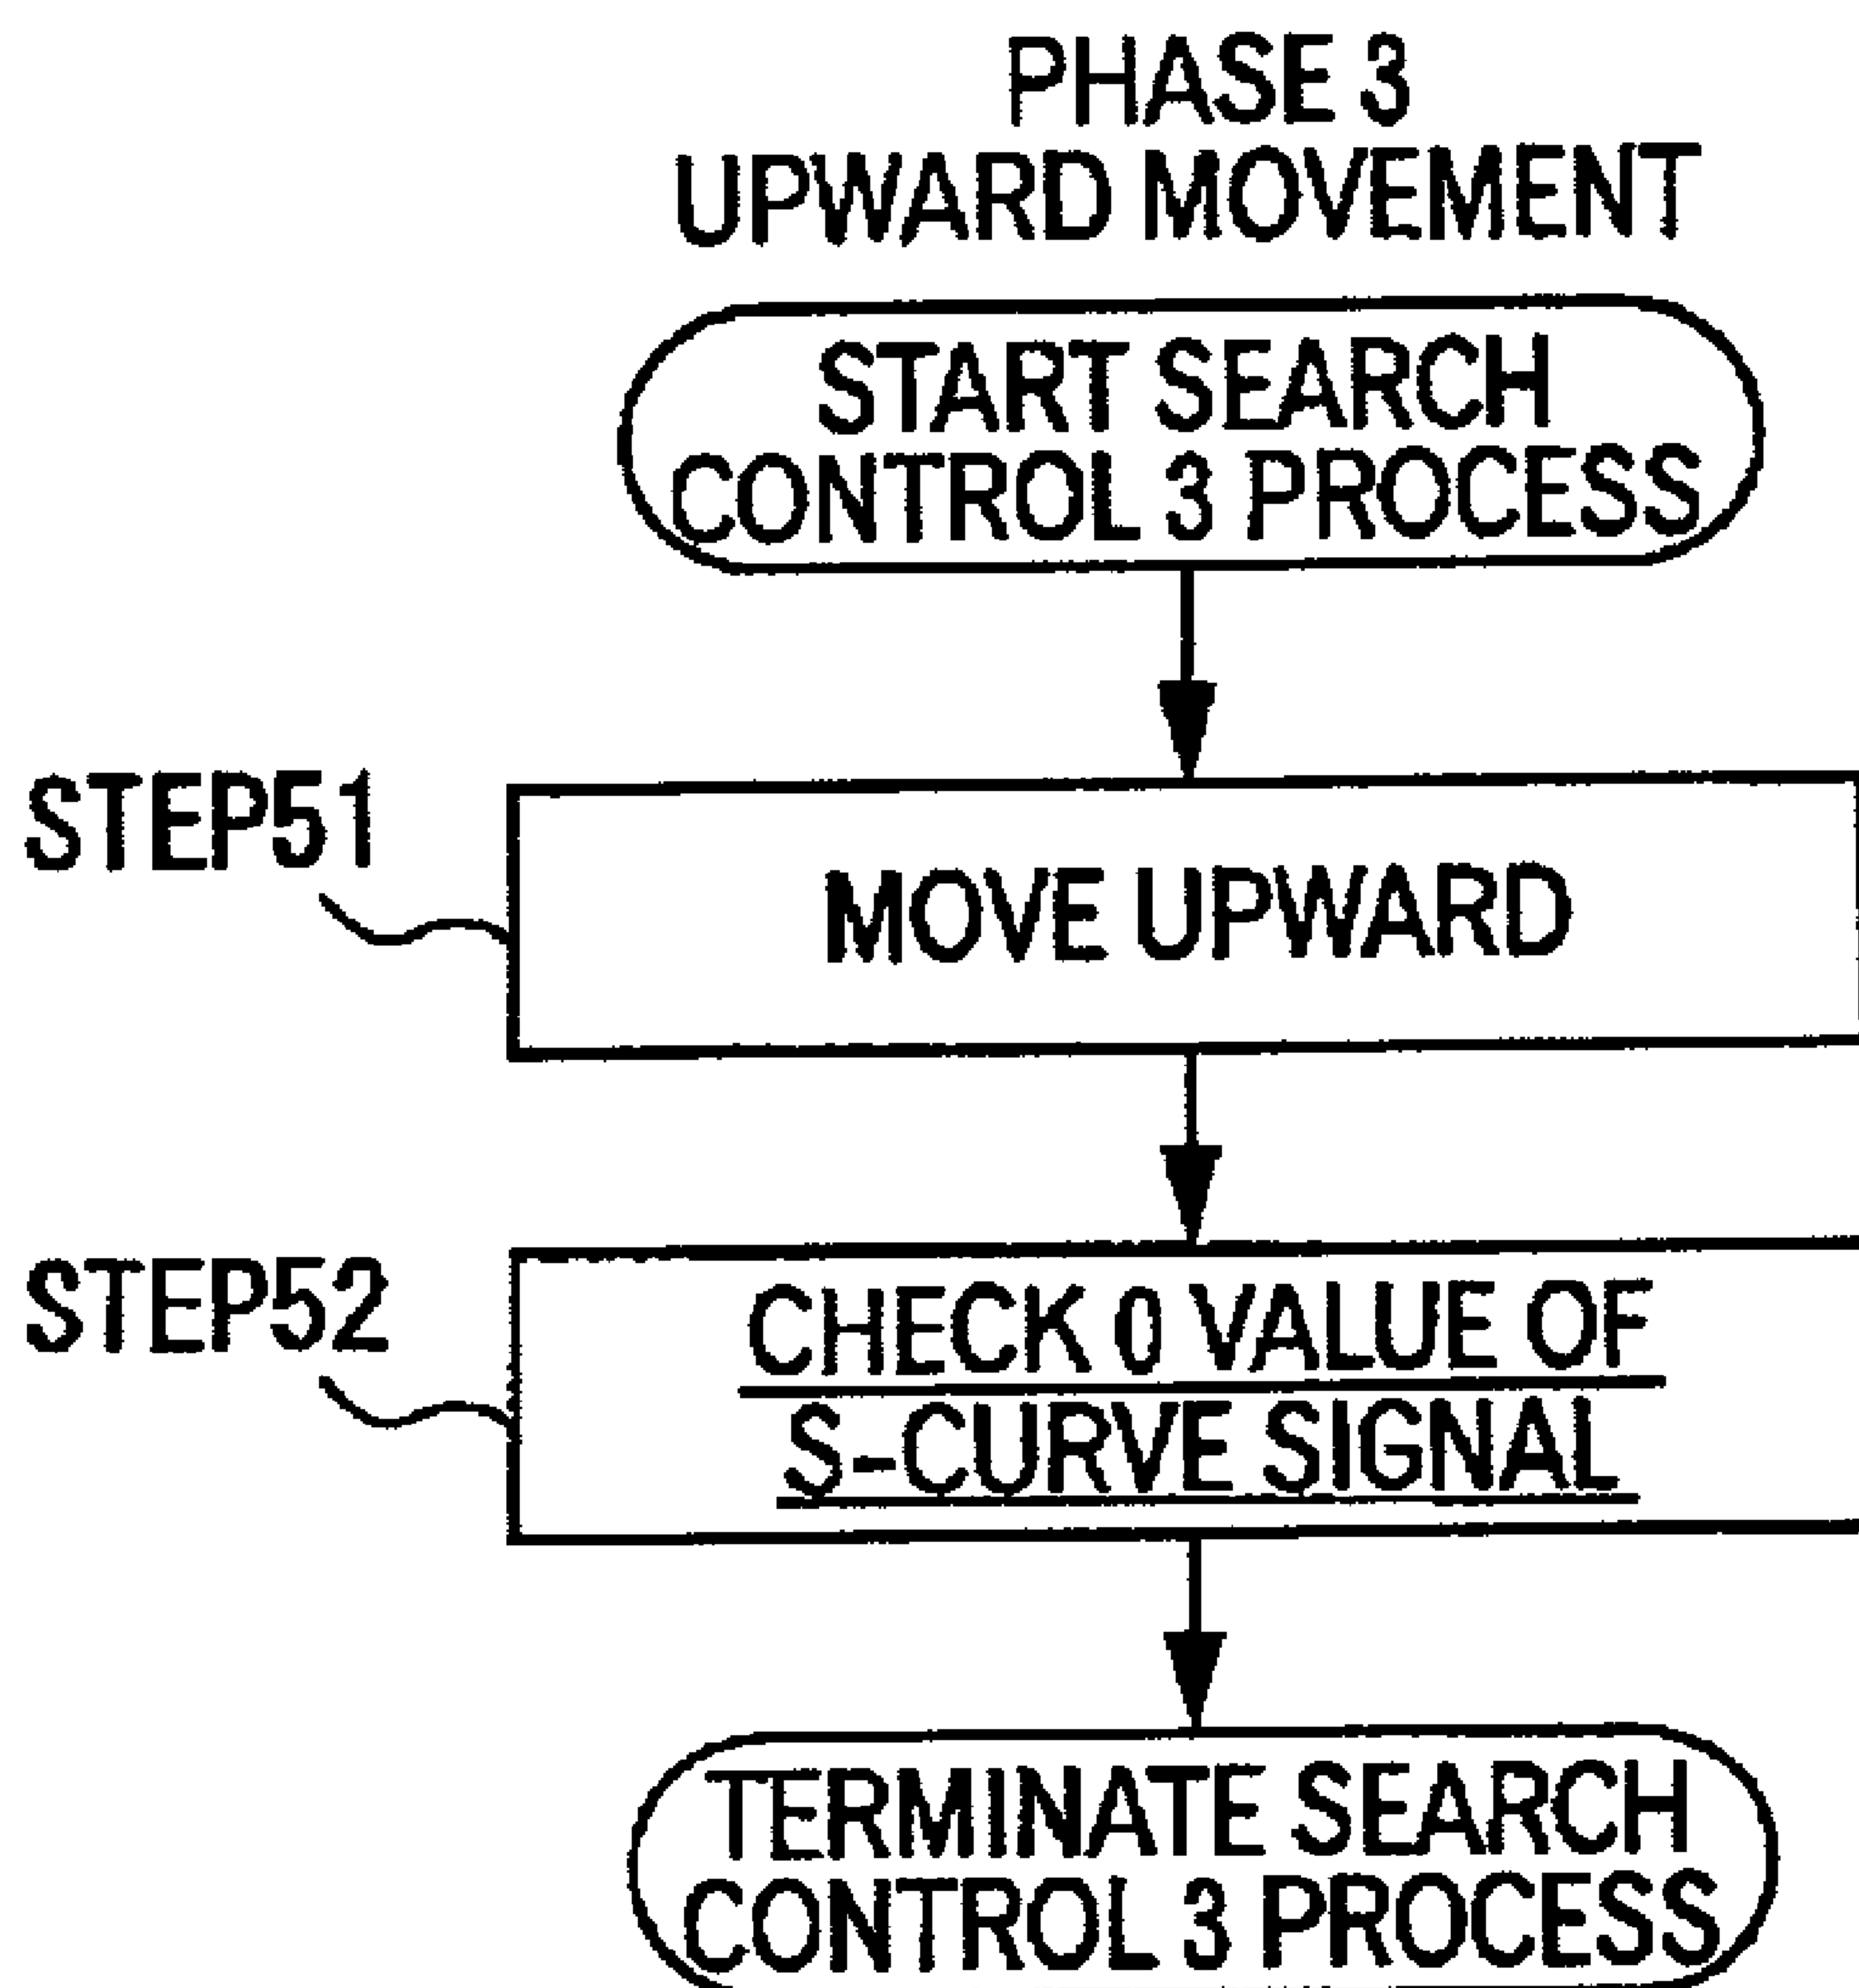 PHASE 3
UPWARD MOVEMENT
START SEARCH
CONTROL 3 PROCESS
STEP51
MOVE UPWARD
STEP52
CHECK 0 VALUE OF
S-CURVE SIGNAL
TERMINATE SEARCH
CONTROL 3 PROCESS